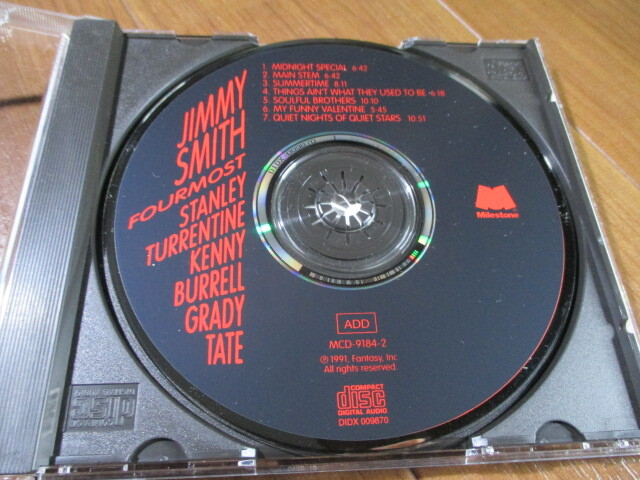 1. MIDNIGHT SPECIAL 6:42
2. MAIN STEM 6:42
3. SUMMERTIME 8:11
4. THINGS AIN'T WHAT THEY USED TO BE 6:18
5. SOULFUL BROTHERS 10:10
6. MY FUNNY VALENTINE 5:45
7. QUIET NIGHTS OF QUIET STARS 10:51
JIMMY
SMITH
FOURMOST
STANLEY
TURRENTINE
KENNY
BURRELL
GRADY
TATE
Milestone
ADD
MCD-9184-2
℗ 1991, Fantasy, Inc
All rights reserved.
COMPACT
disc
DIGITAL AUDIO
DIDX 009870